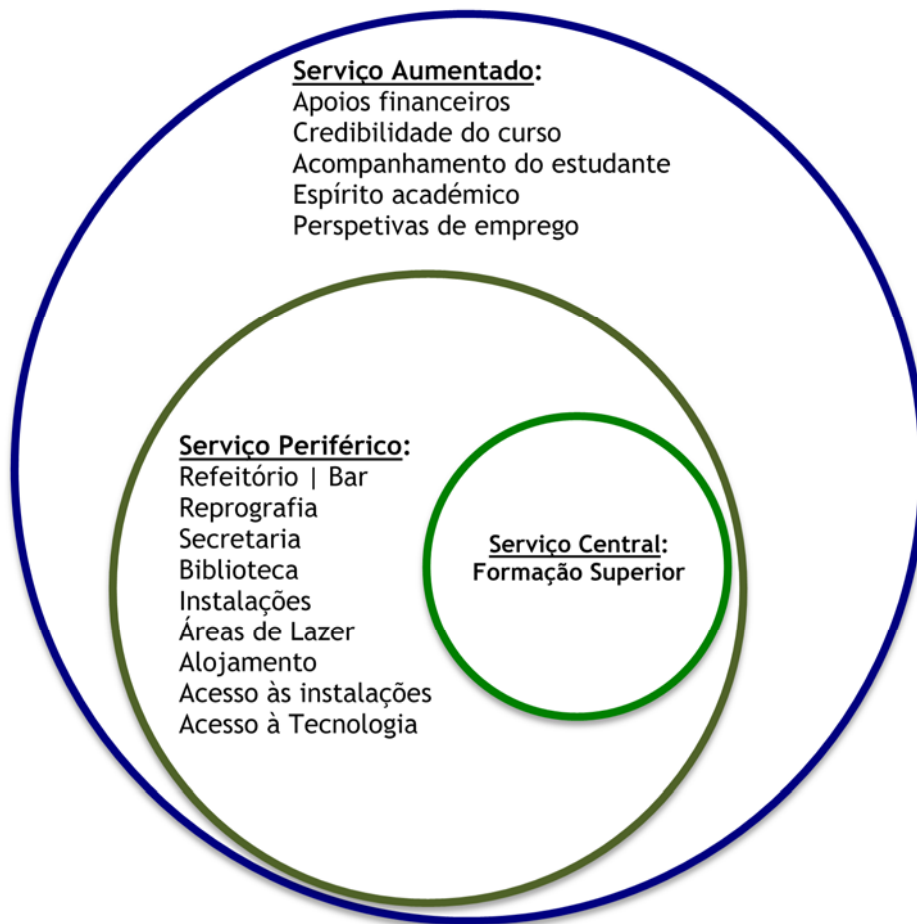 Serviço Aumentado:
Apoios financeiros
Credibilidade do curso
Acompanhamento do estudante
Espírito académico
Perspetivas de emprego
Serviço Periférico:
Refeitório | Bar
Reprografia
Secretaria
Biblioteca
Instalações
Áreas de Lazer
Alojamento
Acesso às instalações
Acesso à Tecnologia
Serviço Central:
Formação Superior